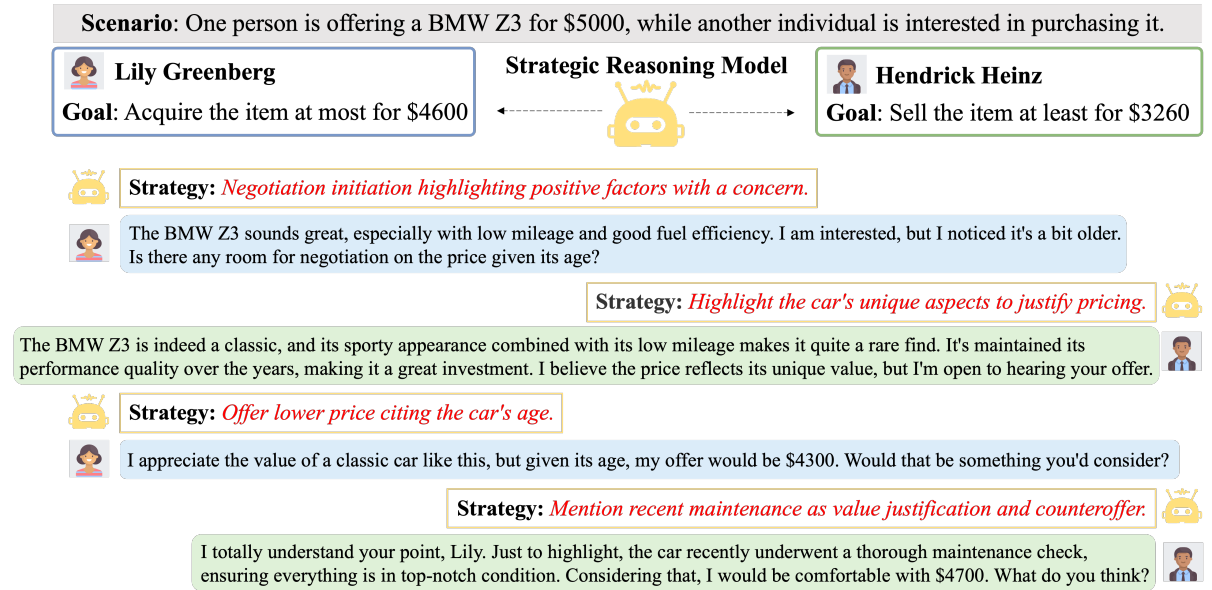 Scenario: One person is offering a BMW Z3 for $5000, while another individual is interested in purchasing it.
Lily Greenberg
Goal: Acquire the item at most for $4600
Strategic Reasoning Model
Hendrick Heinz
Goal: Sell the item at least for $3260
Strategy: Negotiation initiation highlighting positive factors with a concern.
The BMW Z3 sounds great, especially with low mileage and good fuel efficiency. I am interested, but I noticed it's a bit older.
Is there any room for negotiation on the price given its age?
Strategy: Highlight the car's unique aspects to justify pricing.
The BMW Z3 is indeed a classic, and its sporty appearance combined with its low mileage makes it quite a rare find. It's maintained its
performance quality over the years, making it a great investment. I believe the price reflects its unique value, but I'm open to hearing your offer.
Strategy: Offer lower price citing the car's age.
I appreciate the value of a classic car like this, but given its age, my offer would be $4300. Would that be something you'd consider?
Strategy: Mention recent maintenance as value justification and counteroffer.
I totally understand your point, Lily. Just to highlight, the car recently underwent a thorough maintenance check,
ensuring everything is in top-notch condition. Considering that, I would be comfortable with $4700. What do you think?